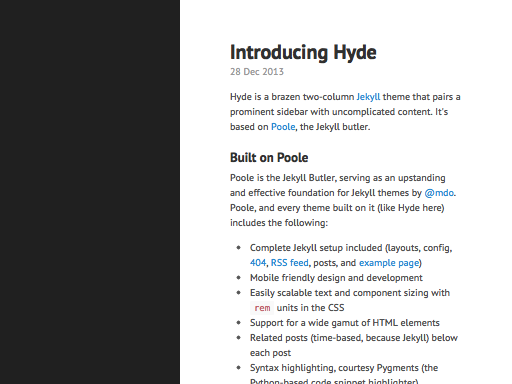 Introducing Hyde
28 Dec 2013
Hyde is a brazen two-column Jekyll theme that pairs a
prominent sidebar with uncomplicated content. It's
based on Poole, the Jekyll butler.
Built on Poole
Poole is the Jekyll Butler, serving as an upstanding
and effective foundation for Jekyll themes by @mdo.
Poole, and every theme built on it (like Hyde here)
includes the following:
• Complete Jekyll setup included (layouts, config,
404, RSS feed, posts, and example page)
• Mobile friendly design and development
• Easily scalable text and component sizing with
rem units in the CSS
• Support for a wide gamut of HTML elements
• Related posts (time-based, because Jekyll) below
each post
• Syntax highlighting, courtesy Pygments (the
Python-based code snippet highlighter)